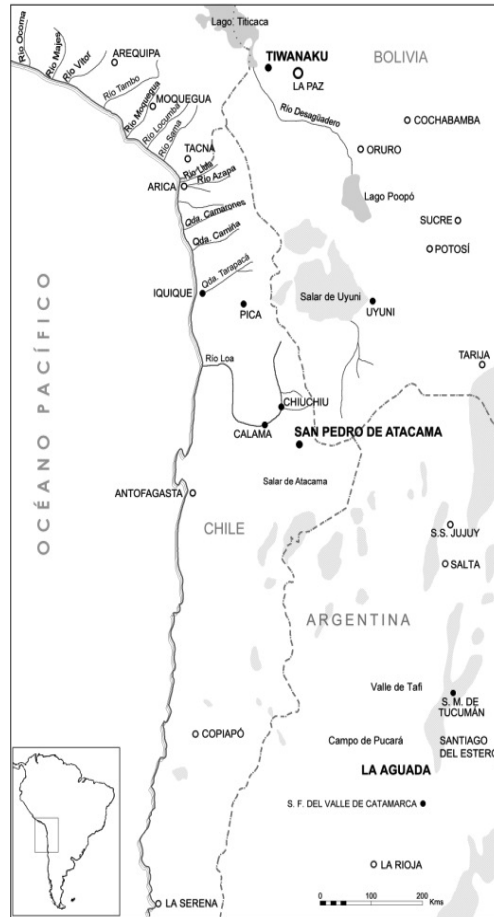 Lago. Titicaca
TIWANAKU
BOLIVIA
LA PAZ
Río Ocoma
Río Majes
Río Vitor
AREQUIPA
Río Tambo
Río Moquegua
MOQUEGUA
Río Locumba
Río Sama
Río Desagüadero
COCHABAMBA
ORURO
TACNA
Río Lluta
Río Azapa
ARICA
Lago Poopó
Qda. Camarones
SUCRE
Qda. Camiña
POTOSÍ
Qda. Tarapacá
IQUIQUE
PICA
Salar de Uyuni
UYUNI
OCÉANO PACÍFICO
Río Loa
TARIJA
CHIUCHIU
CALAMA
SAN PEDRO DE ATACAMA
Salar de Atacama
ANTOFAGASTA
CHILE
S.S. JUJUY
SALTA
ARGENTINA
Valle de Tafi
S. M. DE
TUCUMÁN
COPIAPÓ
Campo de Pucará
SANTIAGO
DEL ESTERO
LA AGUADA
S. F. DEL VALLE DE CATAMARCA
LA RIOJA
LA SERENA
0 100 200
Kms